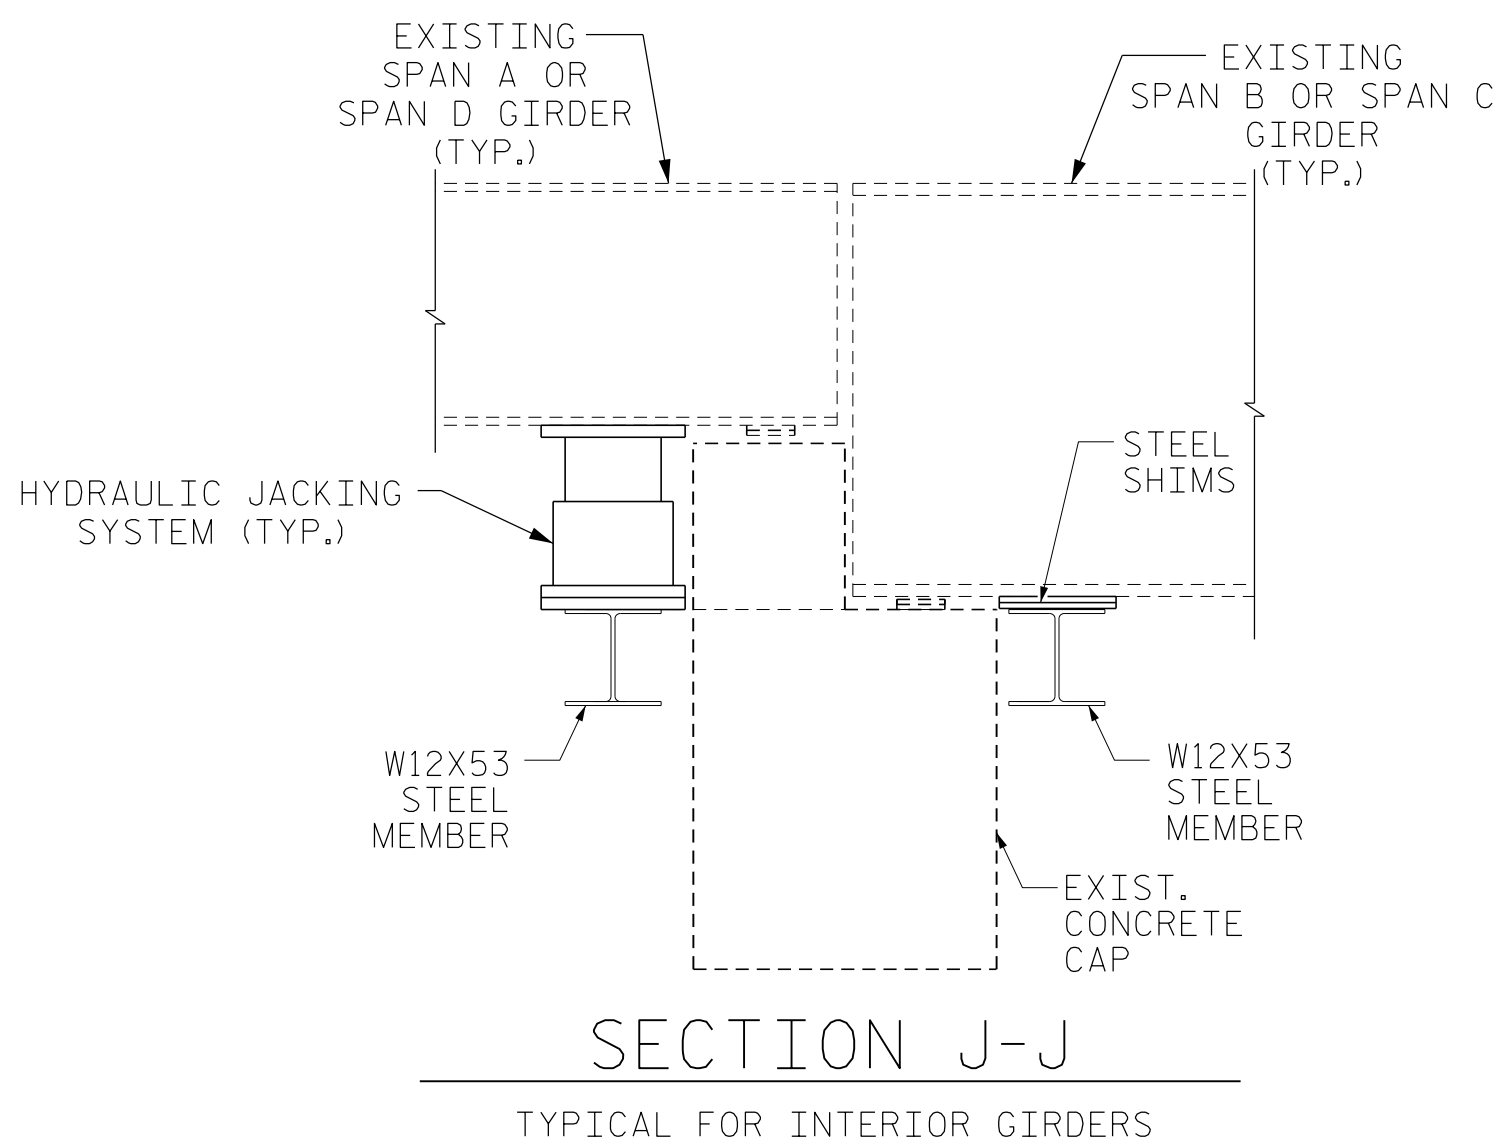 EXISTING
SPAN A OR
SPAN D GIRDER
(TYP.)
EXISTING
SPAN B OR SPAN C
GIRDER
(TYP.)
STEEL
SHIMS
HYDRAULIC JACKING
SYSTEM (TYP.)
W12X53
STEEL
MEMBER
W12X53
STEEL
MEMBER
EXIST.
CONCRETE
CAP
SECTION J-J
TYPICAL FOR INTERIOR GIRDERS